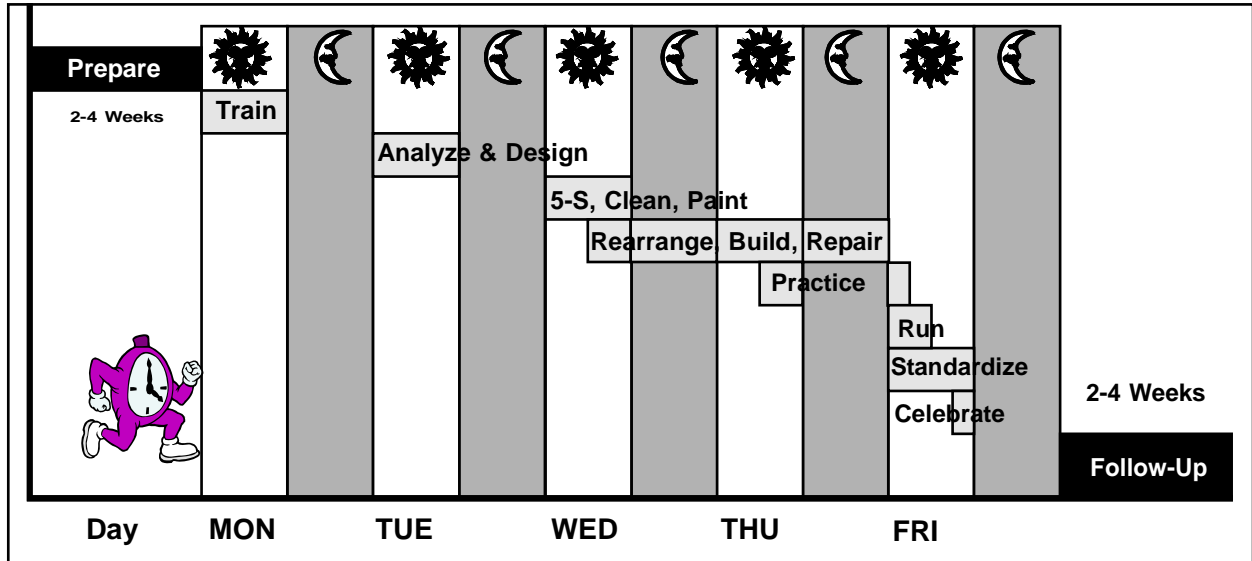 Prepare
2-4 Weeks
Train
Analyze & Design
5-S, Clean, Paint
Rearrange, Build, Repair
Practice
Run
Standardize
Celebrate
2-4 Weeks
Follow-Up
Day MON TUE WED THU FRI